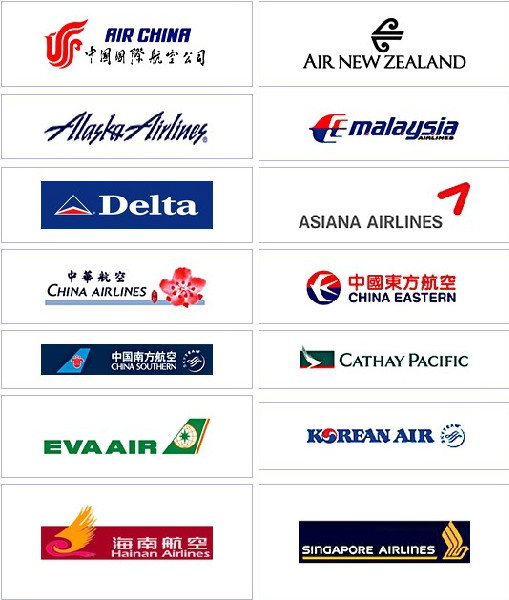 AIR CHINA
中国国际航空公司
AIR NEW ZEALAND
Alaska Airlines
malaysia
AIRLINES
Delta
ASIANA AIRLINES
中華航空
CHINA AIRLINES
中國東方航空
CHINA EASTERN
中国南方航空
CHINA SOUTHERN
CATHAY PACIFIC
EVA AIR
KOREAN AIR
海南航空
Hainan Airlines
SINGAPORE AIRLINES